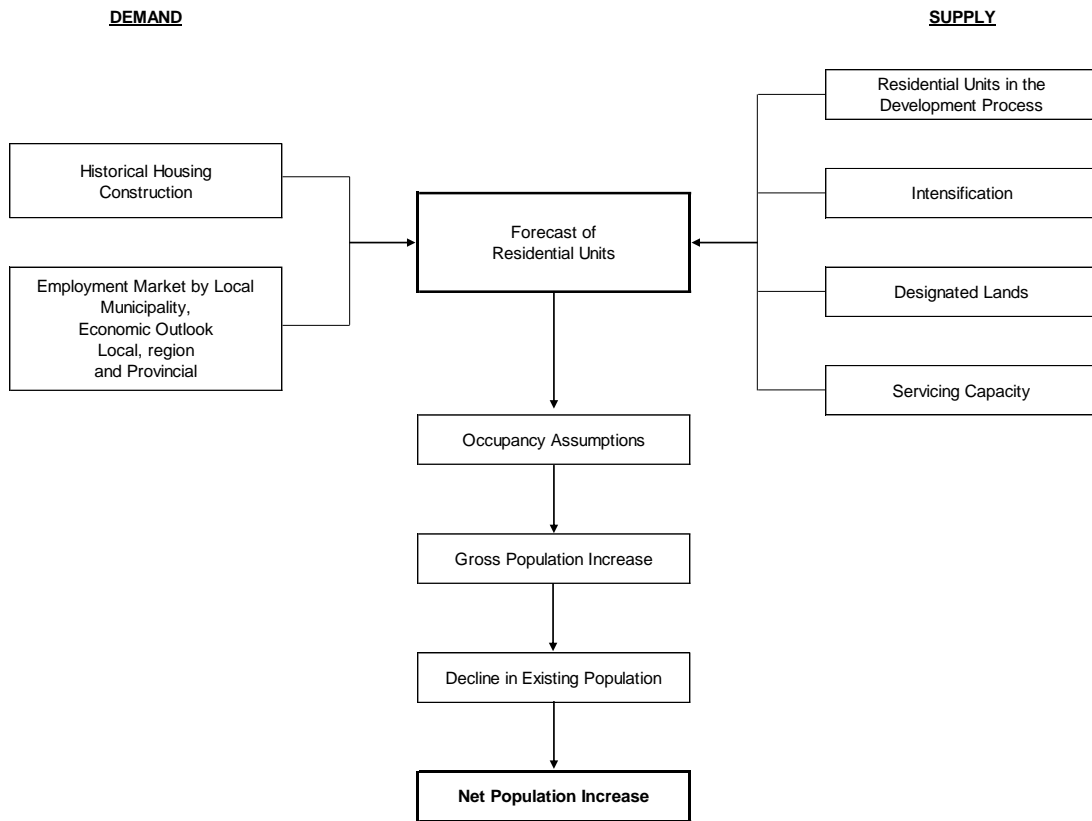 DEMAND
SUPPLY
Residential Units in the
Development Process
Historical Housing
Construction
Intensification
Forecast of
Residential Units
Employment Market by Local
Municipality,
Economic Outlook
Local, region
and Provincial
Designated Lands
Servicing Capacity
Occupancy Assumptions
Gross Population Increase
Decline in Existing Population
Net Population Increase